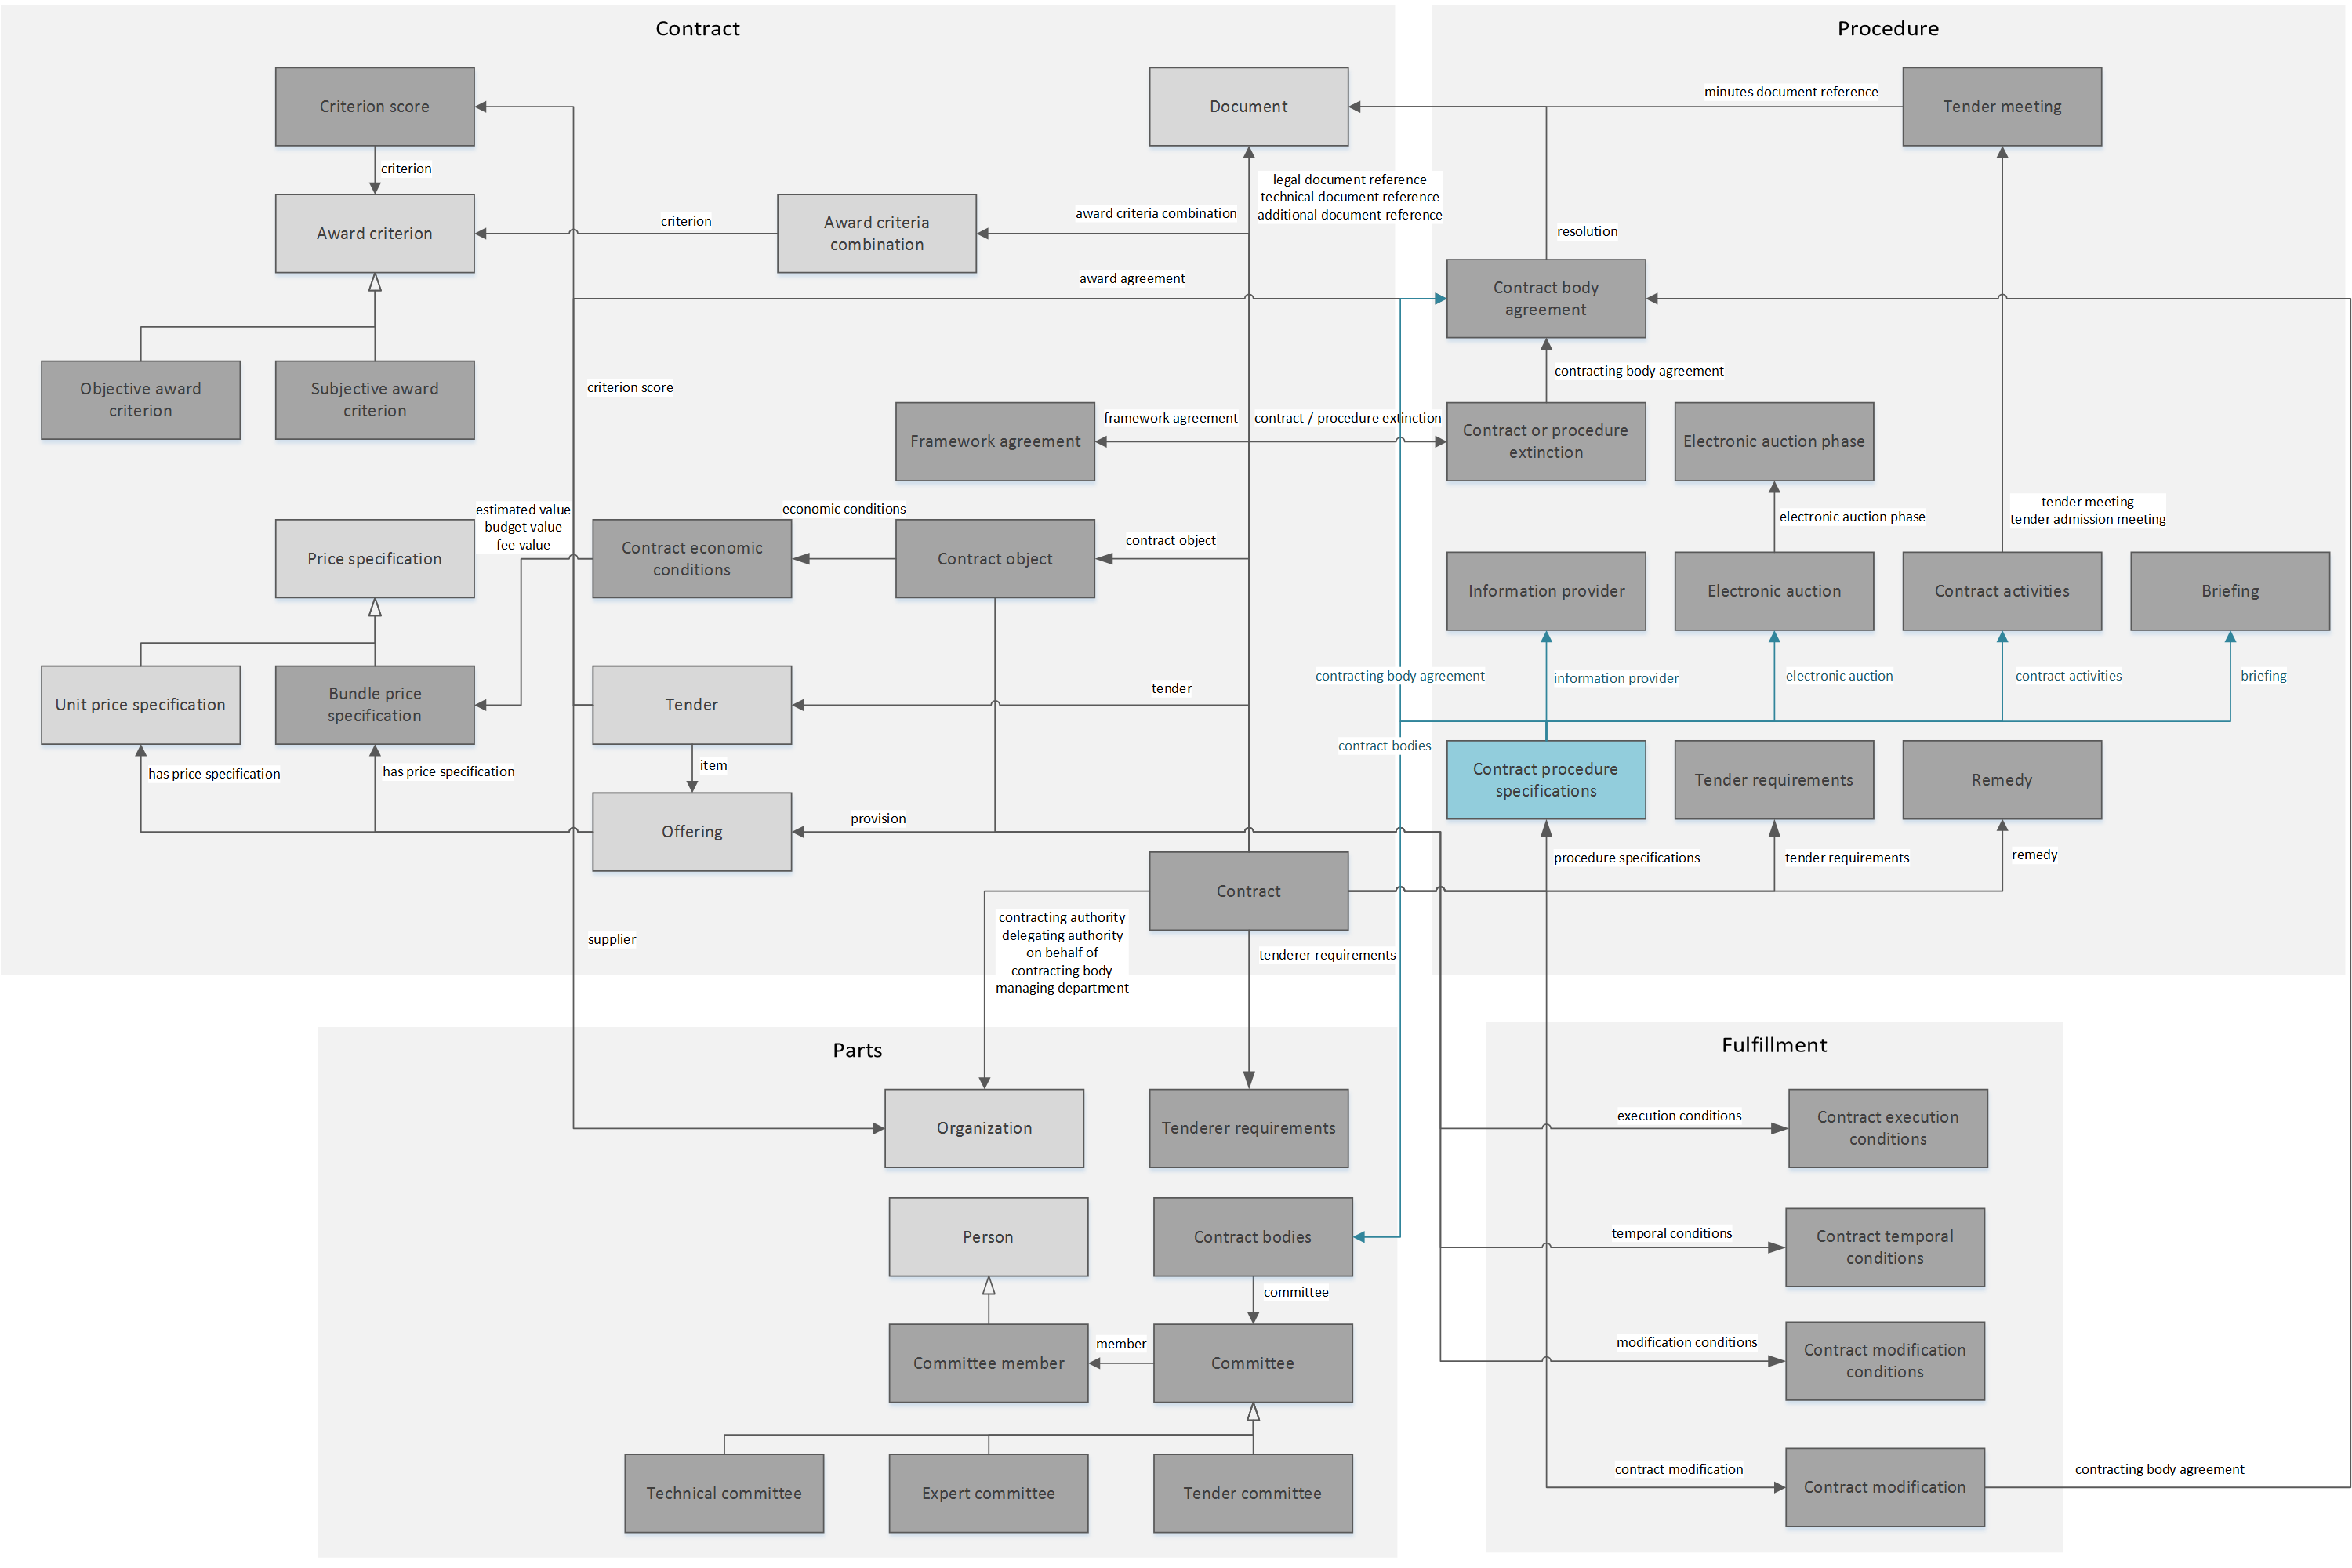 Contract
Procedure
Criterion score
Document
minutes document reference
Tender meeting
criterion
legal document reference
technical document reference
additional document reference
Award criterion
criterion
Award criteria
combination
award criteria combination
resolution
award agreement
Contract body
agreement
Objective award
criterion
Subjective award
criterion
criterion score
contracting body agreement
Framework agreement
framework agreement
contract / procedure extinction
Contract or procedure
extinction
Electronic auction phase
estimated value
budget value
fee value
economic conditions
electronic auction phase
tender meeting
tender admission meeting
Price specification
Contract economic
conditions
Contract object
contract object
Information provider
Electronic auction
Contract activities
Briefing
contracting body agreement
information provider
electronic auction
contract activities
briefing
Unit price specification
Bundle price
specification
Tender
tender
contract bodies
has price specification
has price specification
item
Contract procedure
specifications
Tender requirements
Remedy
Offering
provision
procedure specifications
tender requirements
remedy
Contract
contracting authority
delegating authority
on behalf of
contracting body
managing department
supplier
tenderer requirements
Parts
Fulfillment
Organization
Tenderer requirements
execution conditions
Contract execution
conditions
Person
Contract bodies
temporal conditions
Contract temporal
conditions
committee
Committee member
member
Committee
modification conditions
Contract modification
conditions
Technical committee
Expert committee
Tender committee
contract modification
Contract modification
contracting body agreement